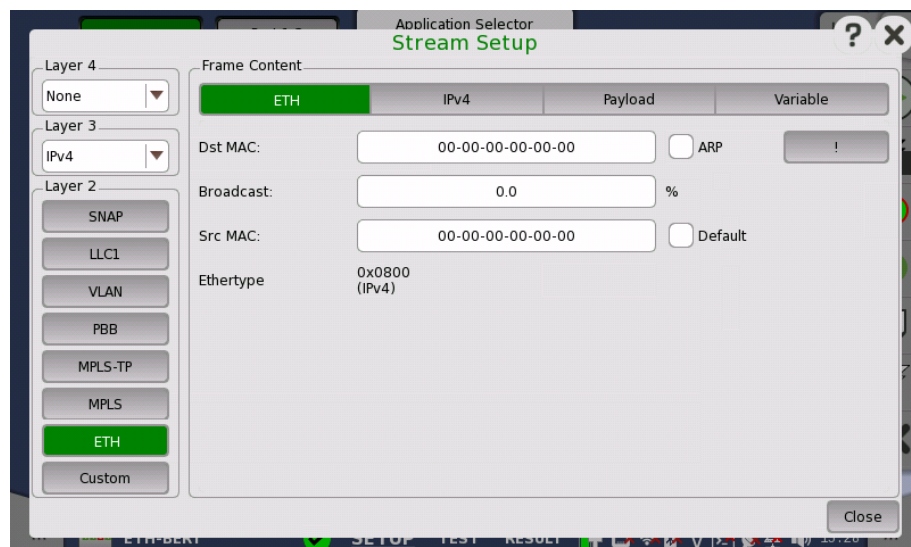 Application Selector
Stream Setup
?
Layer 4
None
Layer 3
IPv4
Layer 2
SNAP
LLC1
VLAN
PBB
MPLS-TP
MPLS
ETH
Custom
Frame Content
ETH IPv4 Payload Variable
Dst MAC: 00-00-00-00-00-00 ARP !
Broadcast: 0.0 %
Src MAC: 00-00-00-00-00-00 Default
Ethertype 0x0800
(IPv4)
Close
ETH-BERT SETUP TEST RESULT 15:28